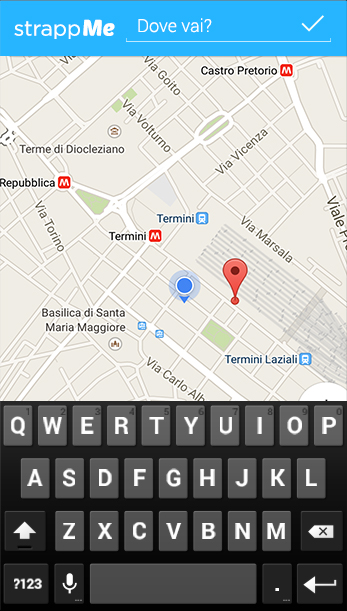 strappMe Dove vai?
Via Goito
Castro Pretorio M
Via Volturno
Via Vicenza
Terme di Diocleziano
Repubblica M
Viale Pre
Via Torino
Termini
Termini M
Via Marsala
Basilica di Santa
Maria Maggiore
Termini Laziali
Via Carlo Alb
Q W E R T Y U I O P
A S D F G H J K L
Z X C V B N M
?123 . ...